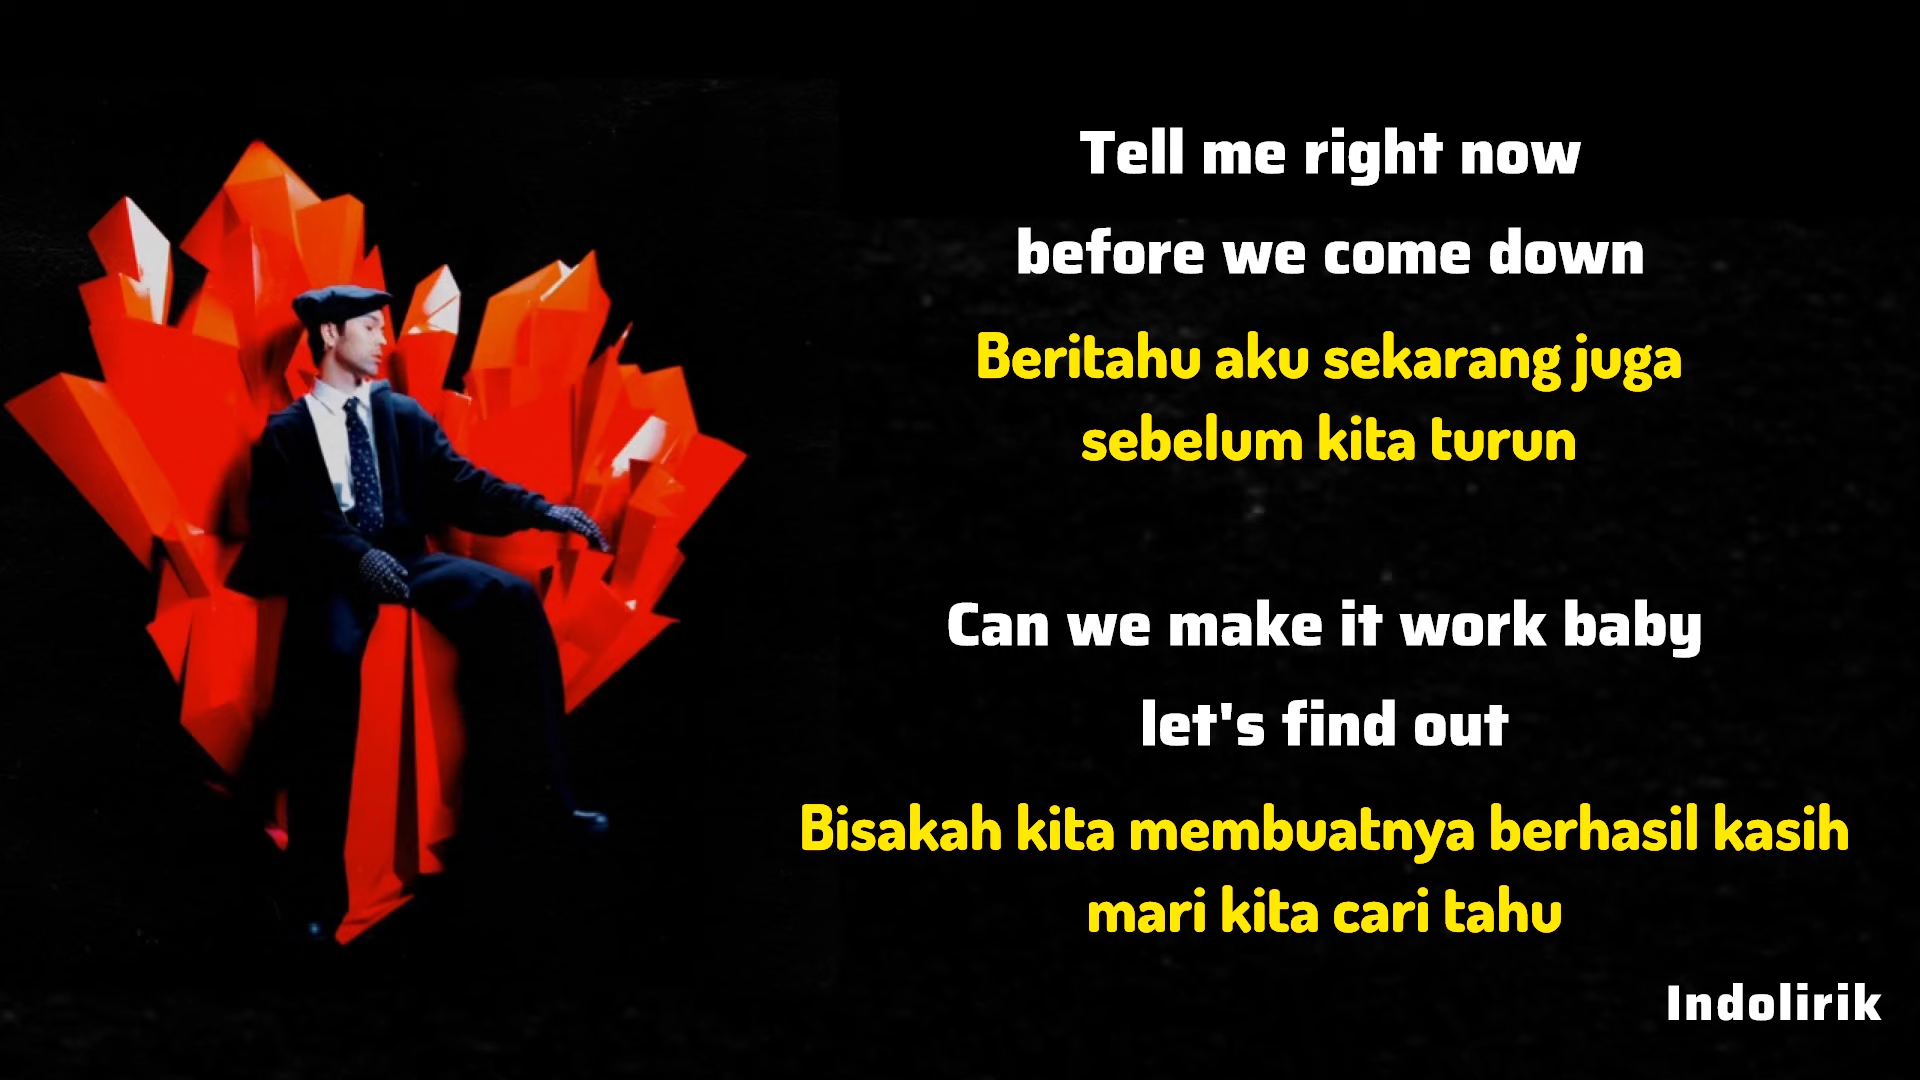 Tell me right now
before we come down
Beritahu aku sekarang juga
sebelum kita turun
Can we make it work baby
let's find out
Bisakah kita membuatnya berhasil kasih
mari kita cari tahu
Indolirik